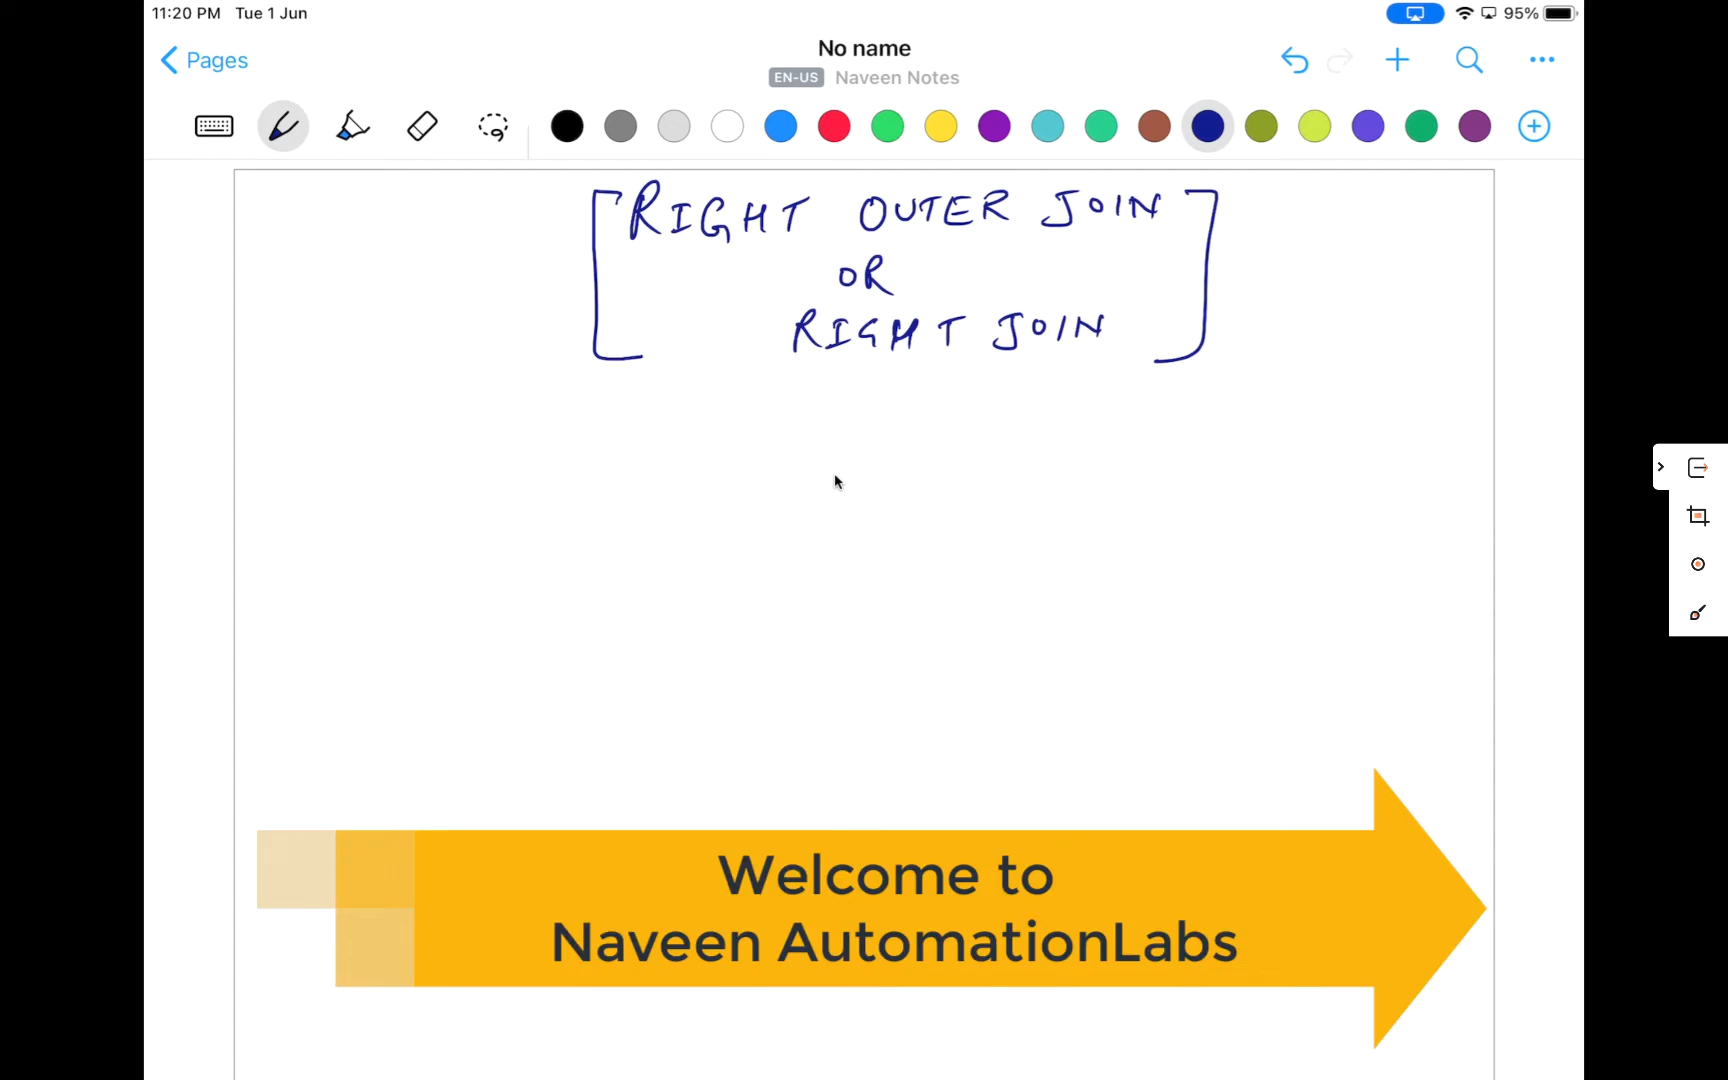 11:20 PM Tue 1 Jun 95%
Pages
No name
EN-US Naveen Notes
RIGHT OUTER JOIN
OR
RIGHT JOIN
Welcome to
Naveen AutomationLabs